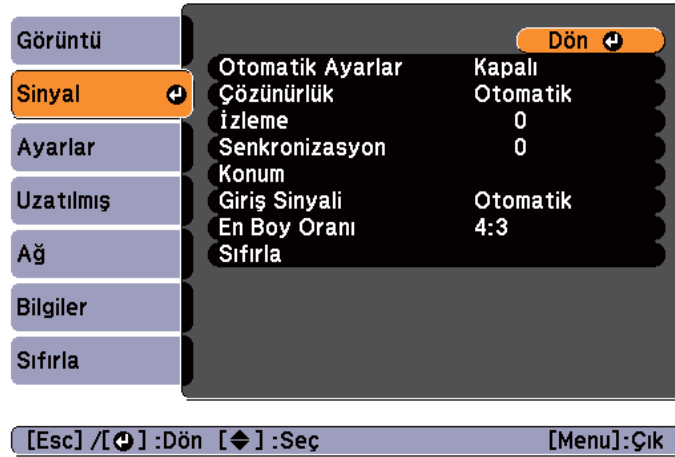 Görüntü
Sinyal
Ayarlar
Uzatılmış
Ağ
Bilgiler
Sıfırla
Dön
Otomatik Ayarlar Kapalı
Çözünürlük Otomatik
İzleme 0
Senkronizasyon 0
Konum
Giriş Sinyali Otomatik
En Boy Oranı 4:3
Sıfırla
[Esc] /[ ] :Dön [ ] :Seç [Menu]:Çık